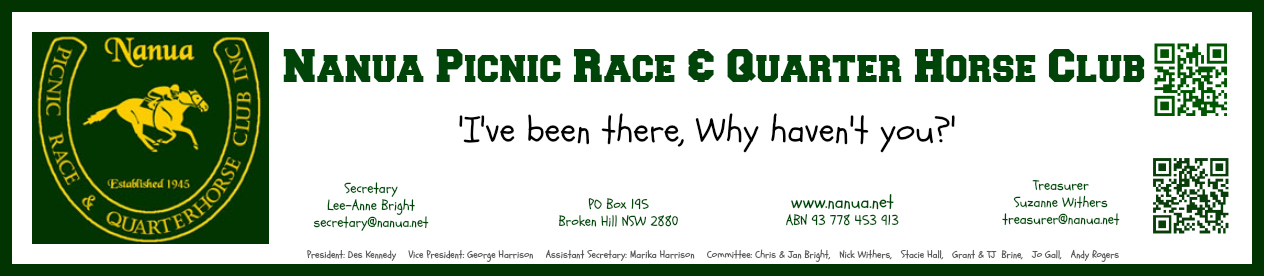 Nanua
PICNIC RACE & QUARTERHORSE CLUB INC
Established 1945
Nanua Picnic Race & Quarter Horse Club
'I've been there, Why haven't you?'
Secretary
Lee-Anne Bright
secretary@nanua.net
PO Box 195
Broken Hill NSW 2880
www.nanua.net
ABN 93 778 453 913
Treasurer
Suzanne Withers
treasurer@nanua.net
President: Des Kennedy Vice President: George Harrison Assistant Secretary: Marika Harrison Committee: Chris & Jan Bright, Nick Withers, Stacie Hall, Grant & TJ Brine, Jo Gall, Andy Rogers